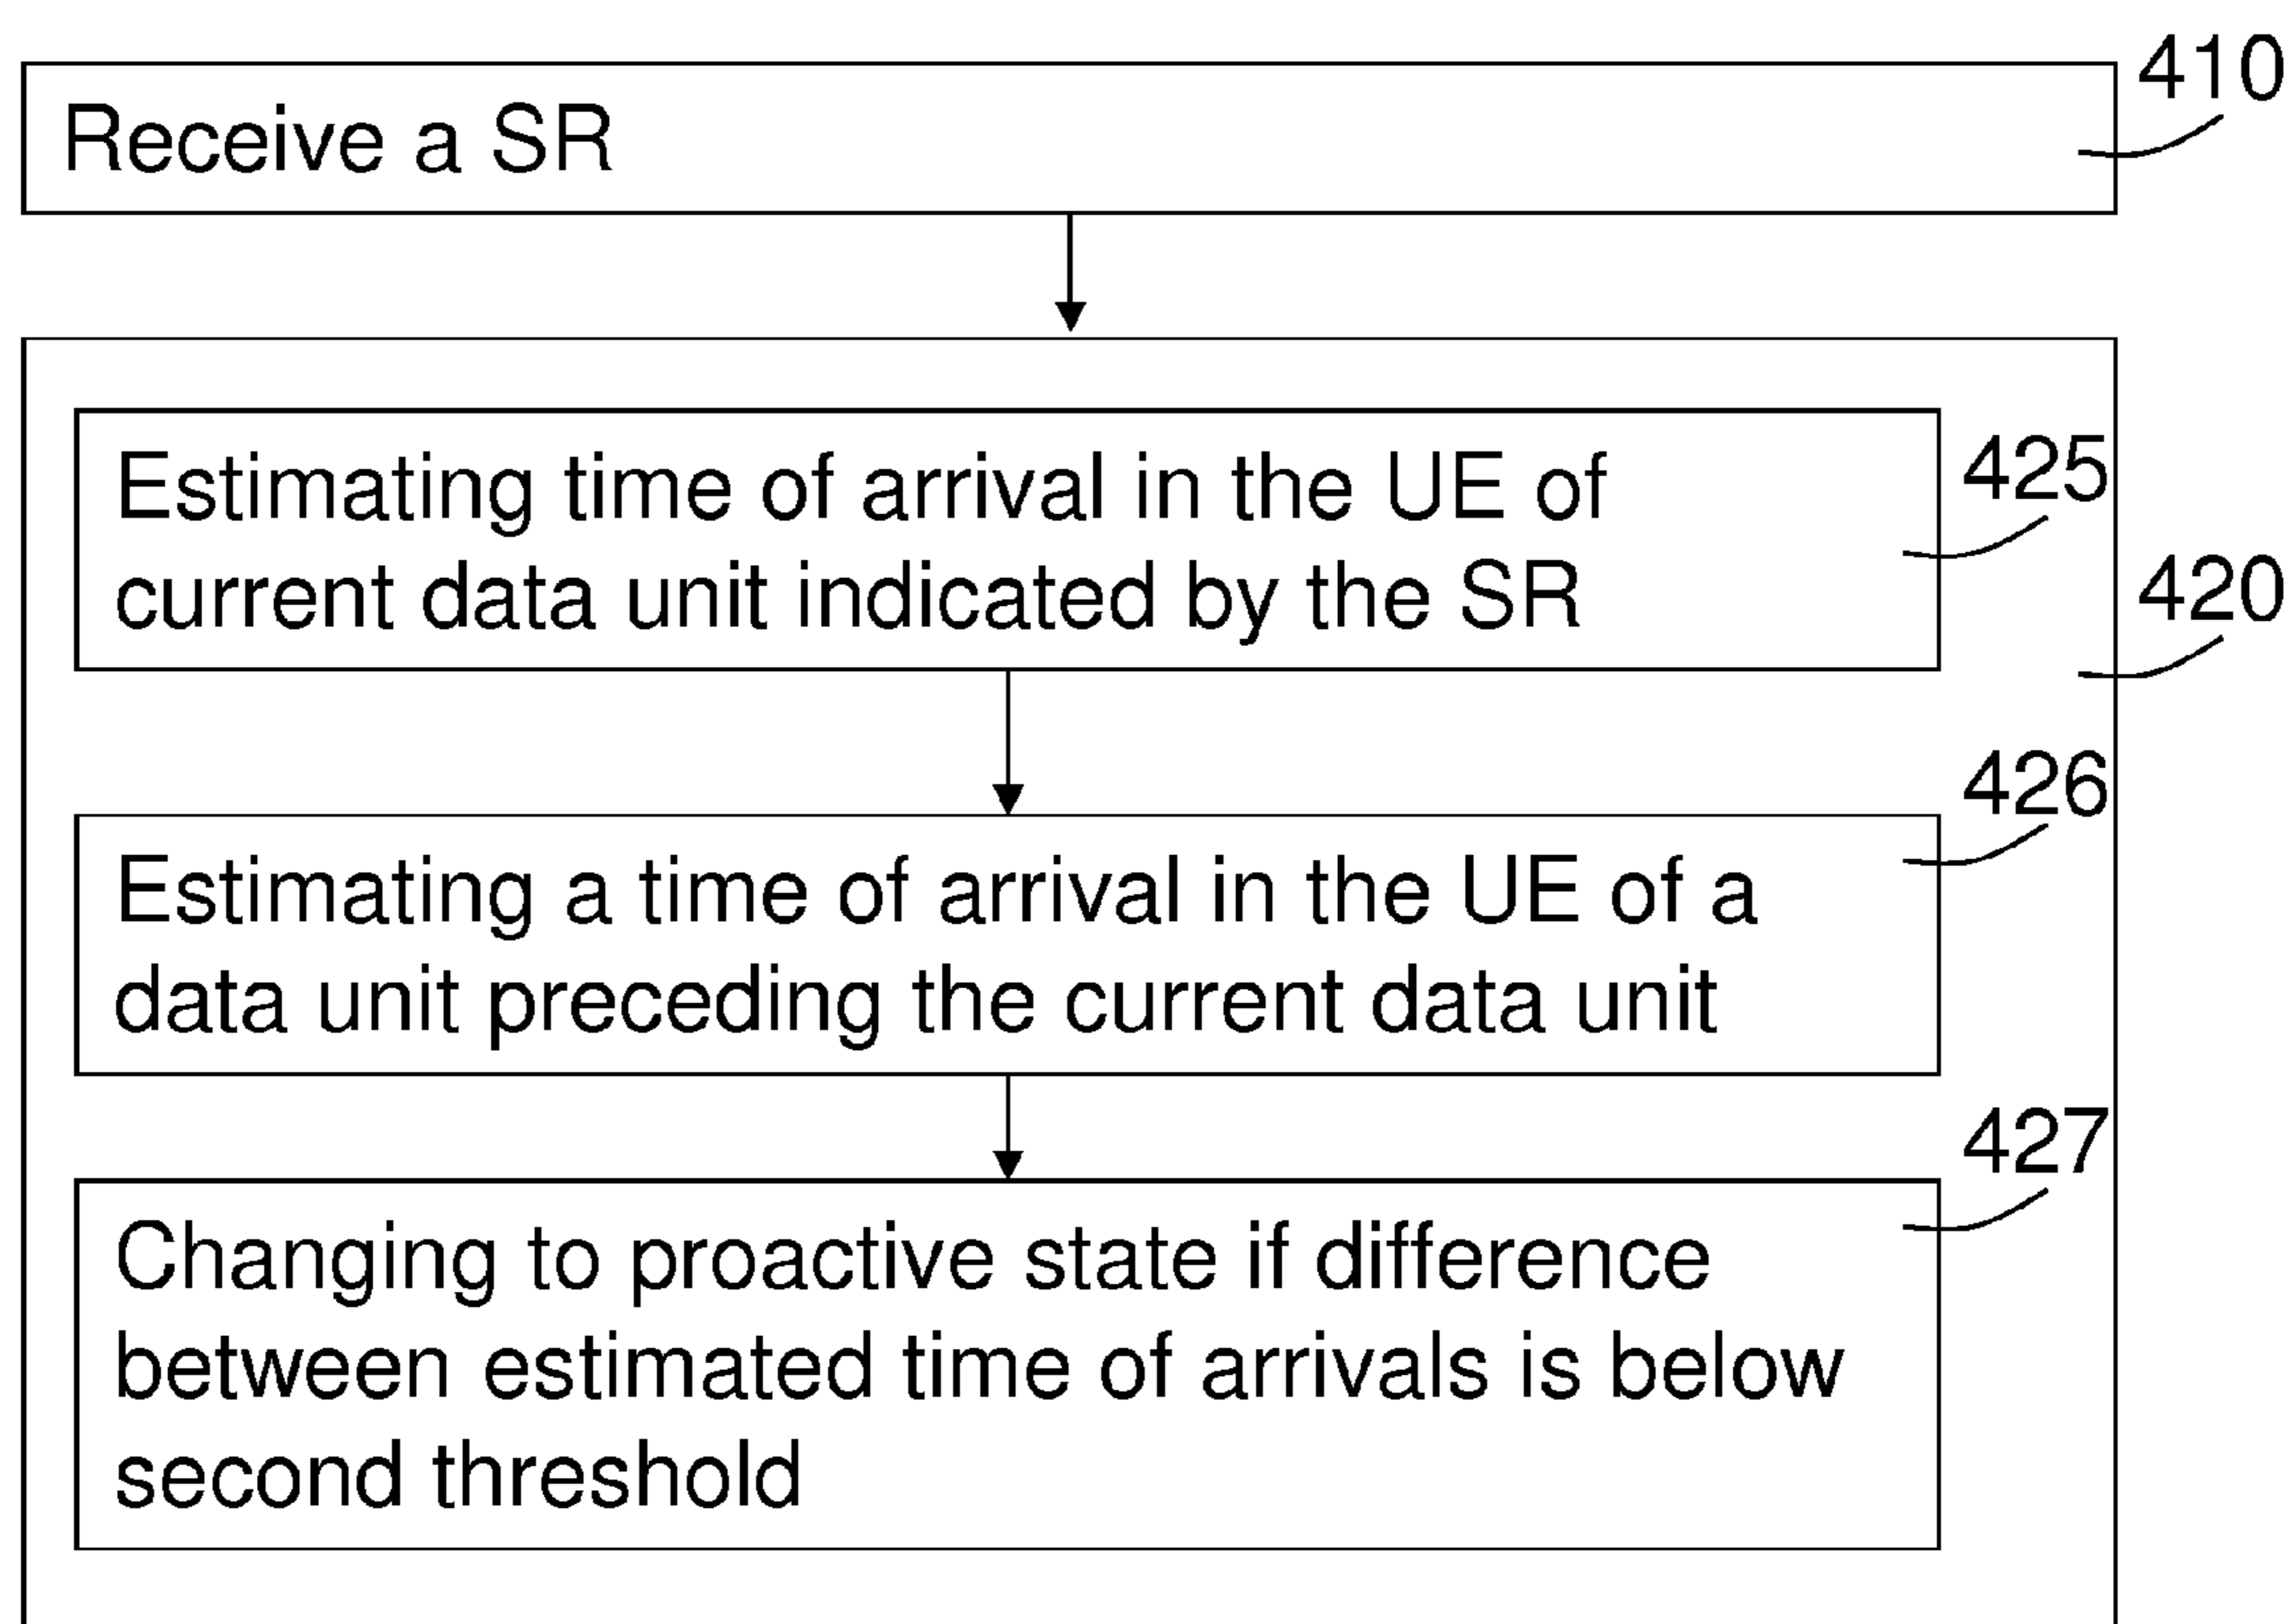 410
Receive a SR
Estimating time of arrival in the UE of
current data unit indicated by the SR
425
420
426
Estimating a time of arrival in the UE of a
data unit preceding the current data unit
427
Changing to proactive state if difference
between estimated time of arrivals is below
second threshold